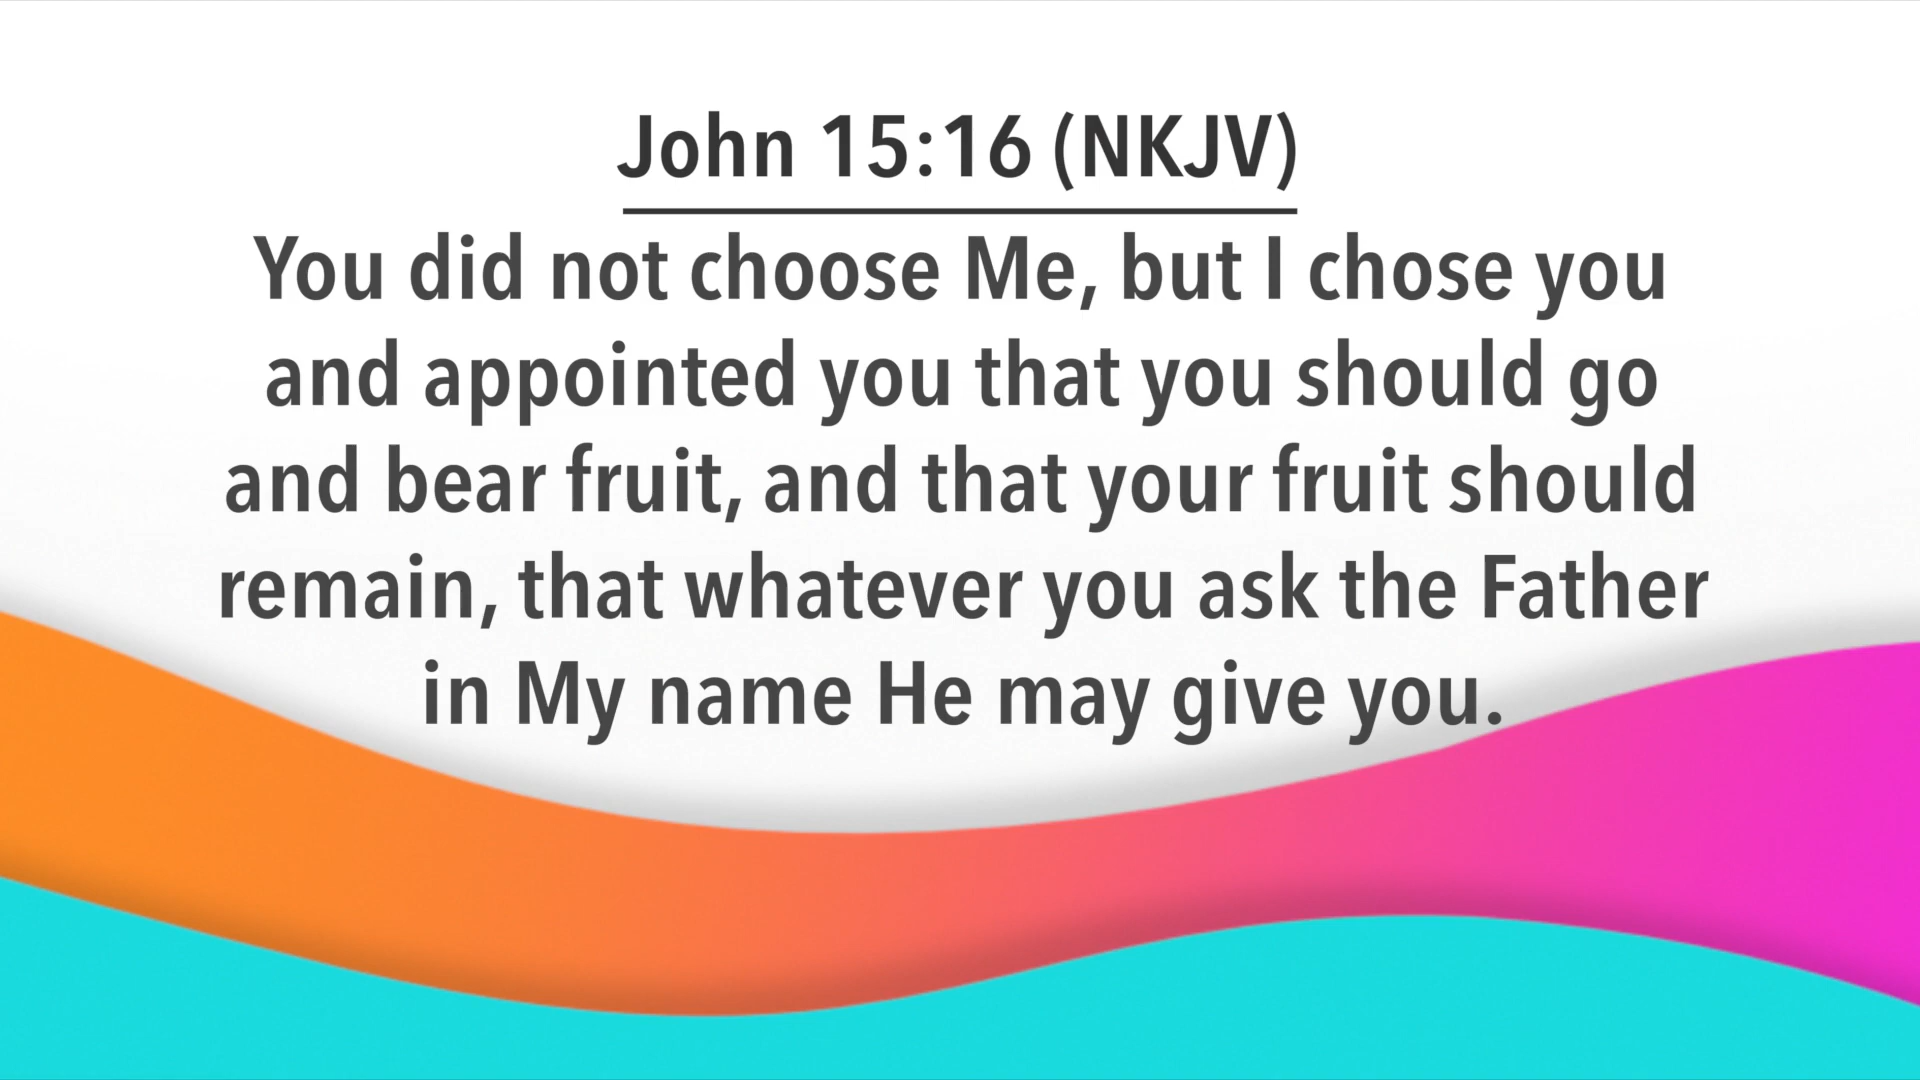 John 15:16 (NKJV)
You did not choose Me, but I chose you
and appointed you that you should go
and bear fruit, and that your fruit should
remain, that whatever you ask the Father
in My name He may give you.